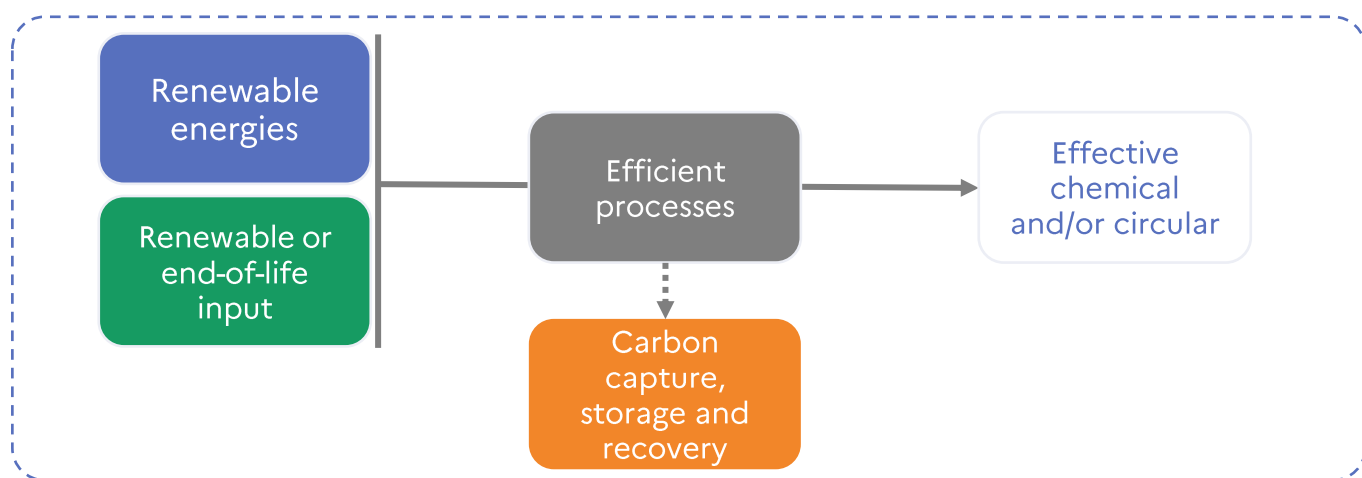 Renewable
energies
Renewable or
end-of-life
input
Efficient
processes
Carbon
capture,
storage and
recovery
Effective
chemical
and/or circular